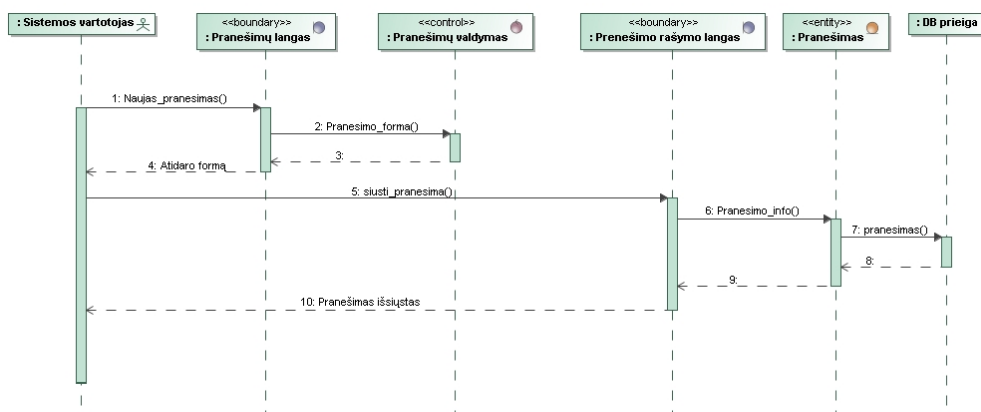 : Sistemos vartotojas
<<boundary>>
: Pranešimų langas
<<control>>
: Pranešimų valdymas
<<boundary>>
: Prenešimo rašymo langas
<<entity>>
: Pranešimas
: DB prieiga
1: Naujas_pranesimas()
2: Pranesimo_forma()
3:
4: Atidaro forma
5: siusti_pranesima()
6: Pranesimo_info()
7: pranesimas()
8:
9:
10: Pranešimas išsiųstas